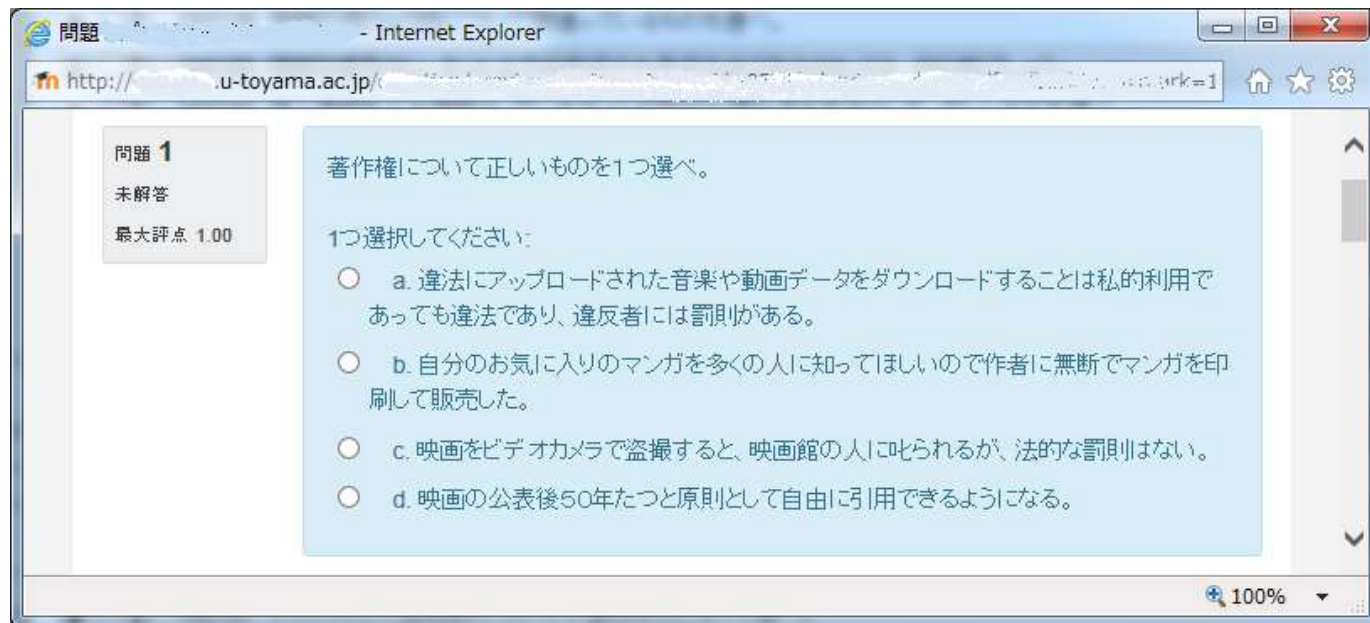 問題 - Internet Explorer
http:// .u-toyama.ac.jp/ ark=1
問題 1
未解答
最大評点 1.00
著作権について正しいものを1つ選べ。
1つ選択してください:
a. 違法にアップロードされた音楽や動画データをダウンロードすることは私的利用で
あっても違法であり、違反者には罰則がある。
b. 自分のお気に入りのマンガを多くの人に知ってほしいので作者に無断でマンガを印
刷して販売した。
c. 映画をビデオカメラで盗撮すると、映画館の人に叱られるが、法的な罰則はない。
d. 映画の公表後50年たつと原則として自由に引用できるようになる。
100%